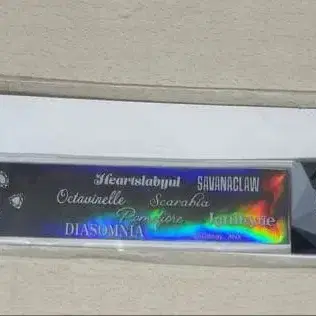 Heartslabyul SAVANACLAW
Octavinelle Scarabia
Pomefiore Ignihyde
DIASOMNIA